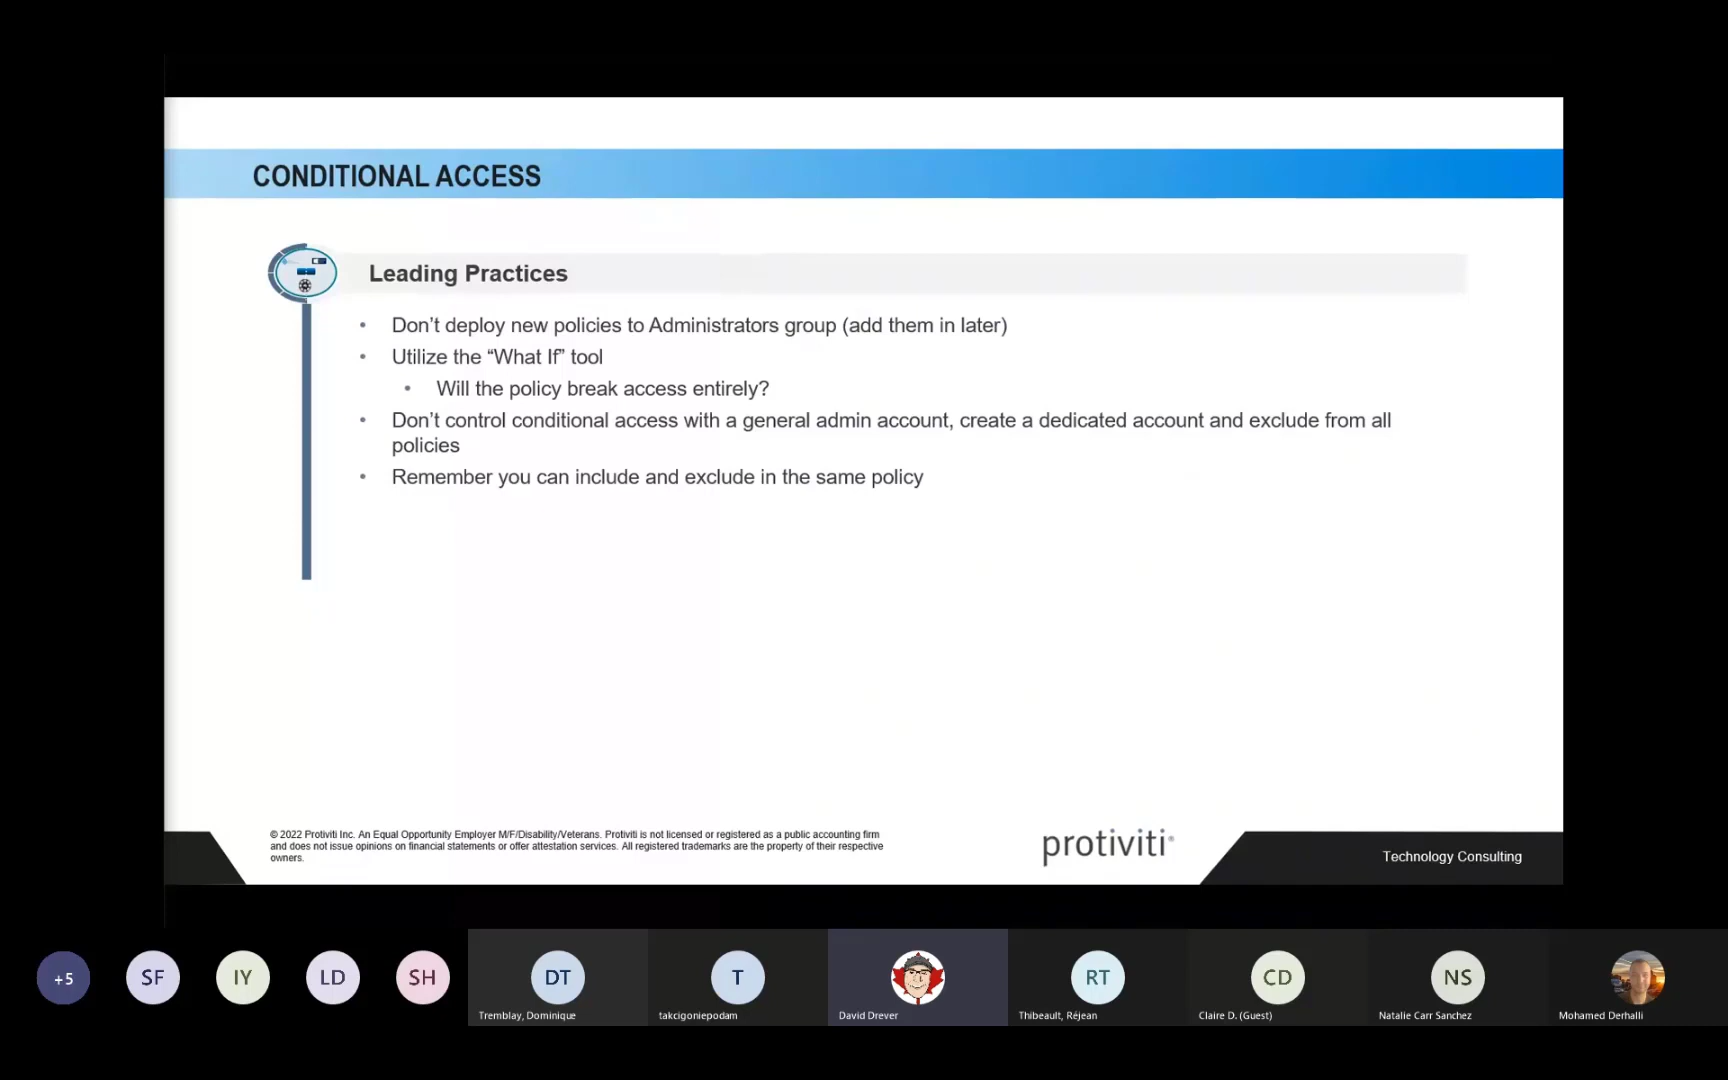 CONDITIONAL ACCESS
Leading Practices
• Don’t deploy new policies to Administrators group (add them in later)
• Utilize the “What If” tool
• Will the policy break access entirely?
• Don’t control conditional access with a general admin account, create a dedicated account and exclude from all
policies
• Remember you can include and exclude in the same policy
© 2022 Protiviti Inc. An Equal Opportunity Employer M/F/Disability/Veterans. Protiviti is not licensed or registered as a public accounting firm
and does not issue opinions on financial statements or offer attestation services. All registered trademarks are the property of their respective
owners.
protiviti®
Technology Consulting
+5
SF
IY
LD
SH
DT
T
RT
CD
NS
Tremblay, Dominique
takcigoniepodam
David Drever
Thibeault, Réjean
Claire D. (Guest)
Natalie Carr Sanchez
Mohamed Derhalli